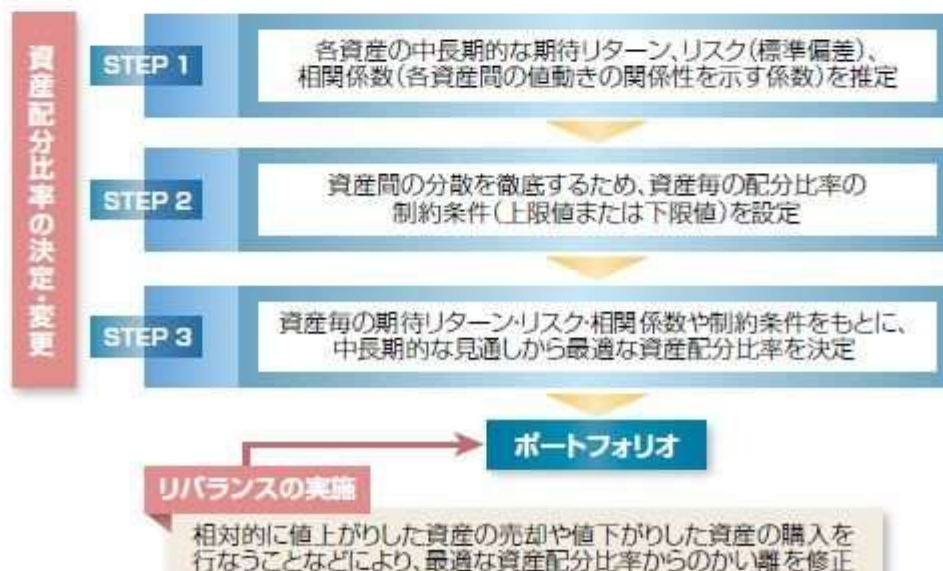 資産配分比率の決定・変更
STEP 1
各資産の中長期的な期待リターン、リスク(標準偏差)、
相関係数(各資産間の値動きの関係性を示す係数)を推定
STEP 2
資産間の分散を徹底するため、資産毎の配分比率の
制約条件(上限値または下限値)を設定
STEP 3
資産毎の期待リターン・リスク・相関係数や制約条件をもとに、
中長期的な見通しから最適な資産配分比率を決定
ポートフォリオ
リバランスの実施
相対的に値上がりした資産の売却や値下がりした資産の購入を
行なうことなどにより、最適な資産配分比率からのかい離を修正